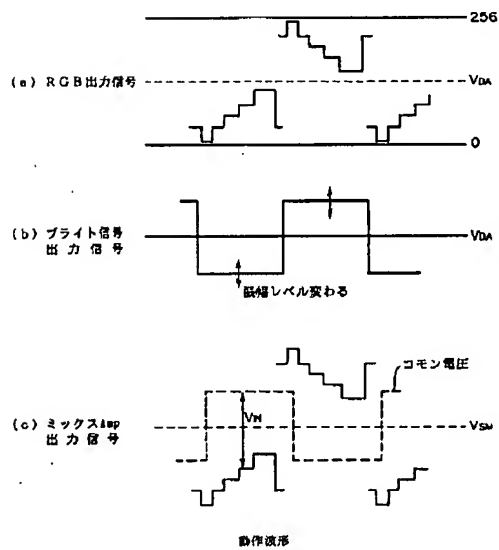 256
(a) RGB出力信号
VDA
0
(b) ブライト信号
出力信号
VDA
振幅レベル変わる
コモン電圧
(c) ミックスAmp
出力信号
VM
VSW
動作波形